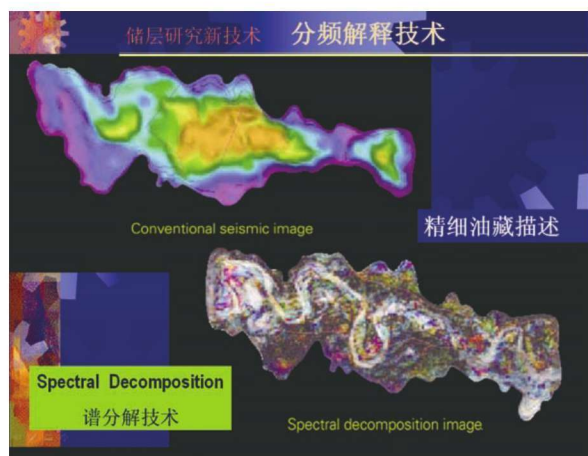 储层研究新技术 分频解释技术
Conventional seismic image
精细油藏描述
Spectral Decomposition
谱分解技术
Spectral decomposition image